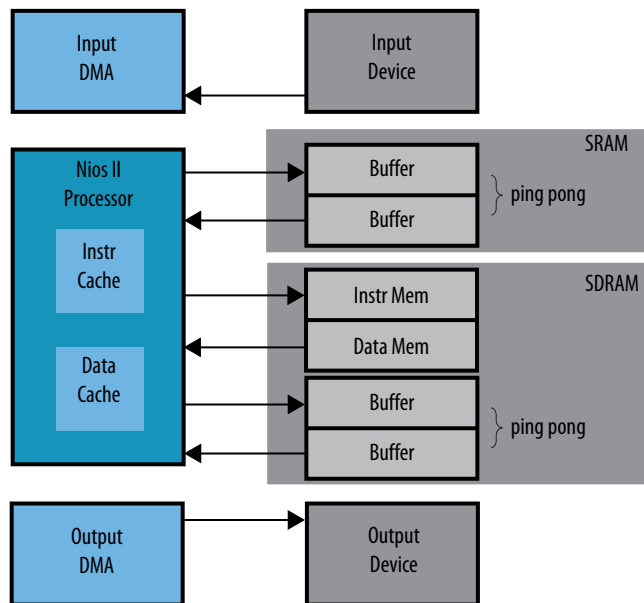 Input
DMA
Input
Device
SRAM
Nios II
Processor
Buffer
Buffer
ping pong
Instr
Cache
SDRAM
Instr Mem
Data Mem
Data
Cache
Buffer
Buffer
ping pong
Output
DMA
Output
Device